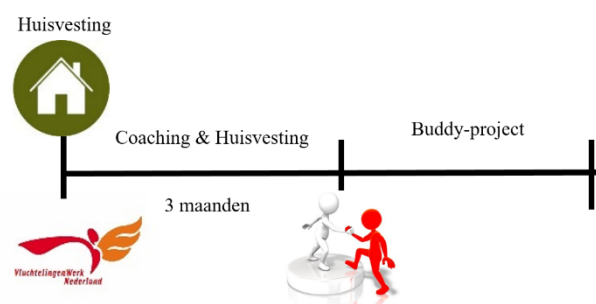 Huisvesting
Coaching & Huisvesting
Buddy-project
3 maanden
VluchtelingenWerk
Nederland